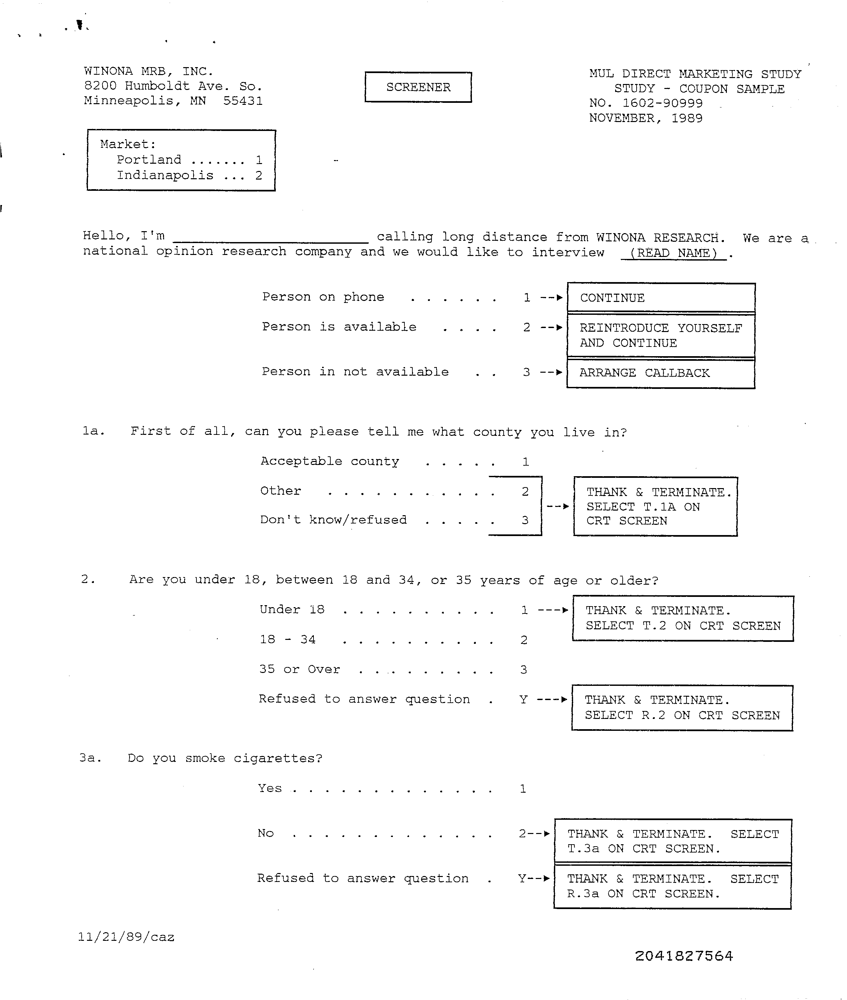 WINONA MRB, INC.
8200 Humboldt Ave. So.
Minneapolis, MN  55431
SCREENER
MUL DIRECT MARKETING STUDY
STUDY - COUPON SAMPLE
NO. 1602-90999
NOVEMBER, 1989
Market:
Portland ....... 1
Indianapolis ... 2
Hello, I'm ______________________ calling long distance from WINONA RESEARCH.  We are a
national opinion research company and we would like to interview  (READ NAME) .
Person on phone . . . . . . 1 --► CONTINUE
Person is available . . . . 2 --► REINTRODUCE YOURSELF
AND CONTINUE
Person in not available . . 3 --► ARRANGE CALLBACK
1a. First of all, can you please tell me what county you live in?
Acceptable county . . . . . 1
Other . . . . . . . . . . . 2
Don't know/refused . . . . . 3
--► THANK & TERMINATE.
SELECT T.1A ON
CRT SCREEN
2. Are you under 18, between 18 and 34, or 35 years of age or older?
Under 18 . . . . . . . . . . 1 ---► THANK & TERMINATE.
SELECT T.2 ON CRT SCREEN
18 - 34 . . . . . . . . . . 2
35 or Over . . . . . . . . . 3
Refused to answer question . Y ---► THANK & TERMINATE.
SELECT R.2 ON CRT SCREEN
3a. Do you smoke cigarettes?
Yes . . . . . . . . . . . . . 1
No . . . . . . . . . . . . . 2--► THANK & TERMINATE.  SELECT
T.3a ON CRT SCREEN.
Refused to answer question . Y--► THANK & TERMINATE.  SELECT
R.3a ON CRT SCREEN.
11/21/89/caz
2041827564